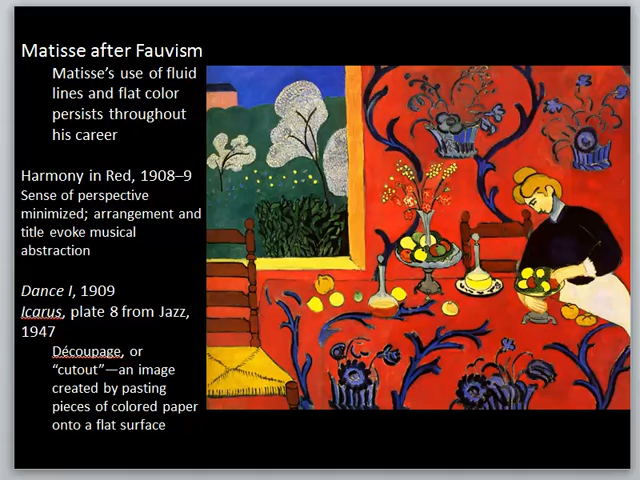 Matisse after Fauvism
Matisse's use of fluid
lines and flat color
persists throughout
his career
Harmony in Red, 1908–9
Sense of perspective
minimized; arrangement and
title evoke musical
abstraction
Dance I, 1909
Icarus, plate 8 from Jazz,
1947
Découpage, or
“cutout”—an image
created by pasting
pieces of colored paper
onto a flat surface